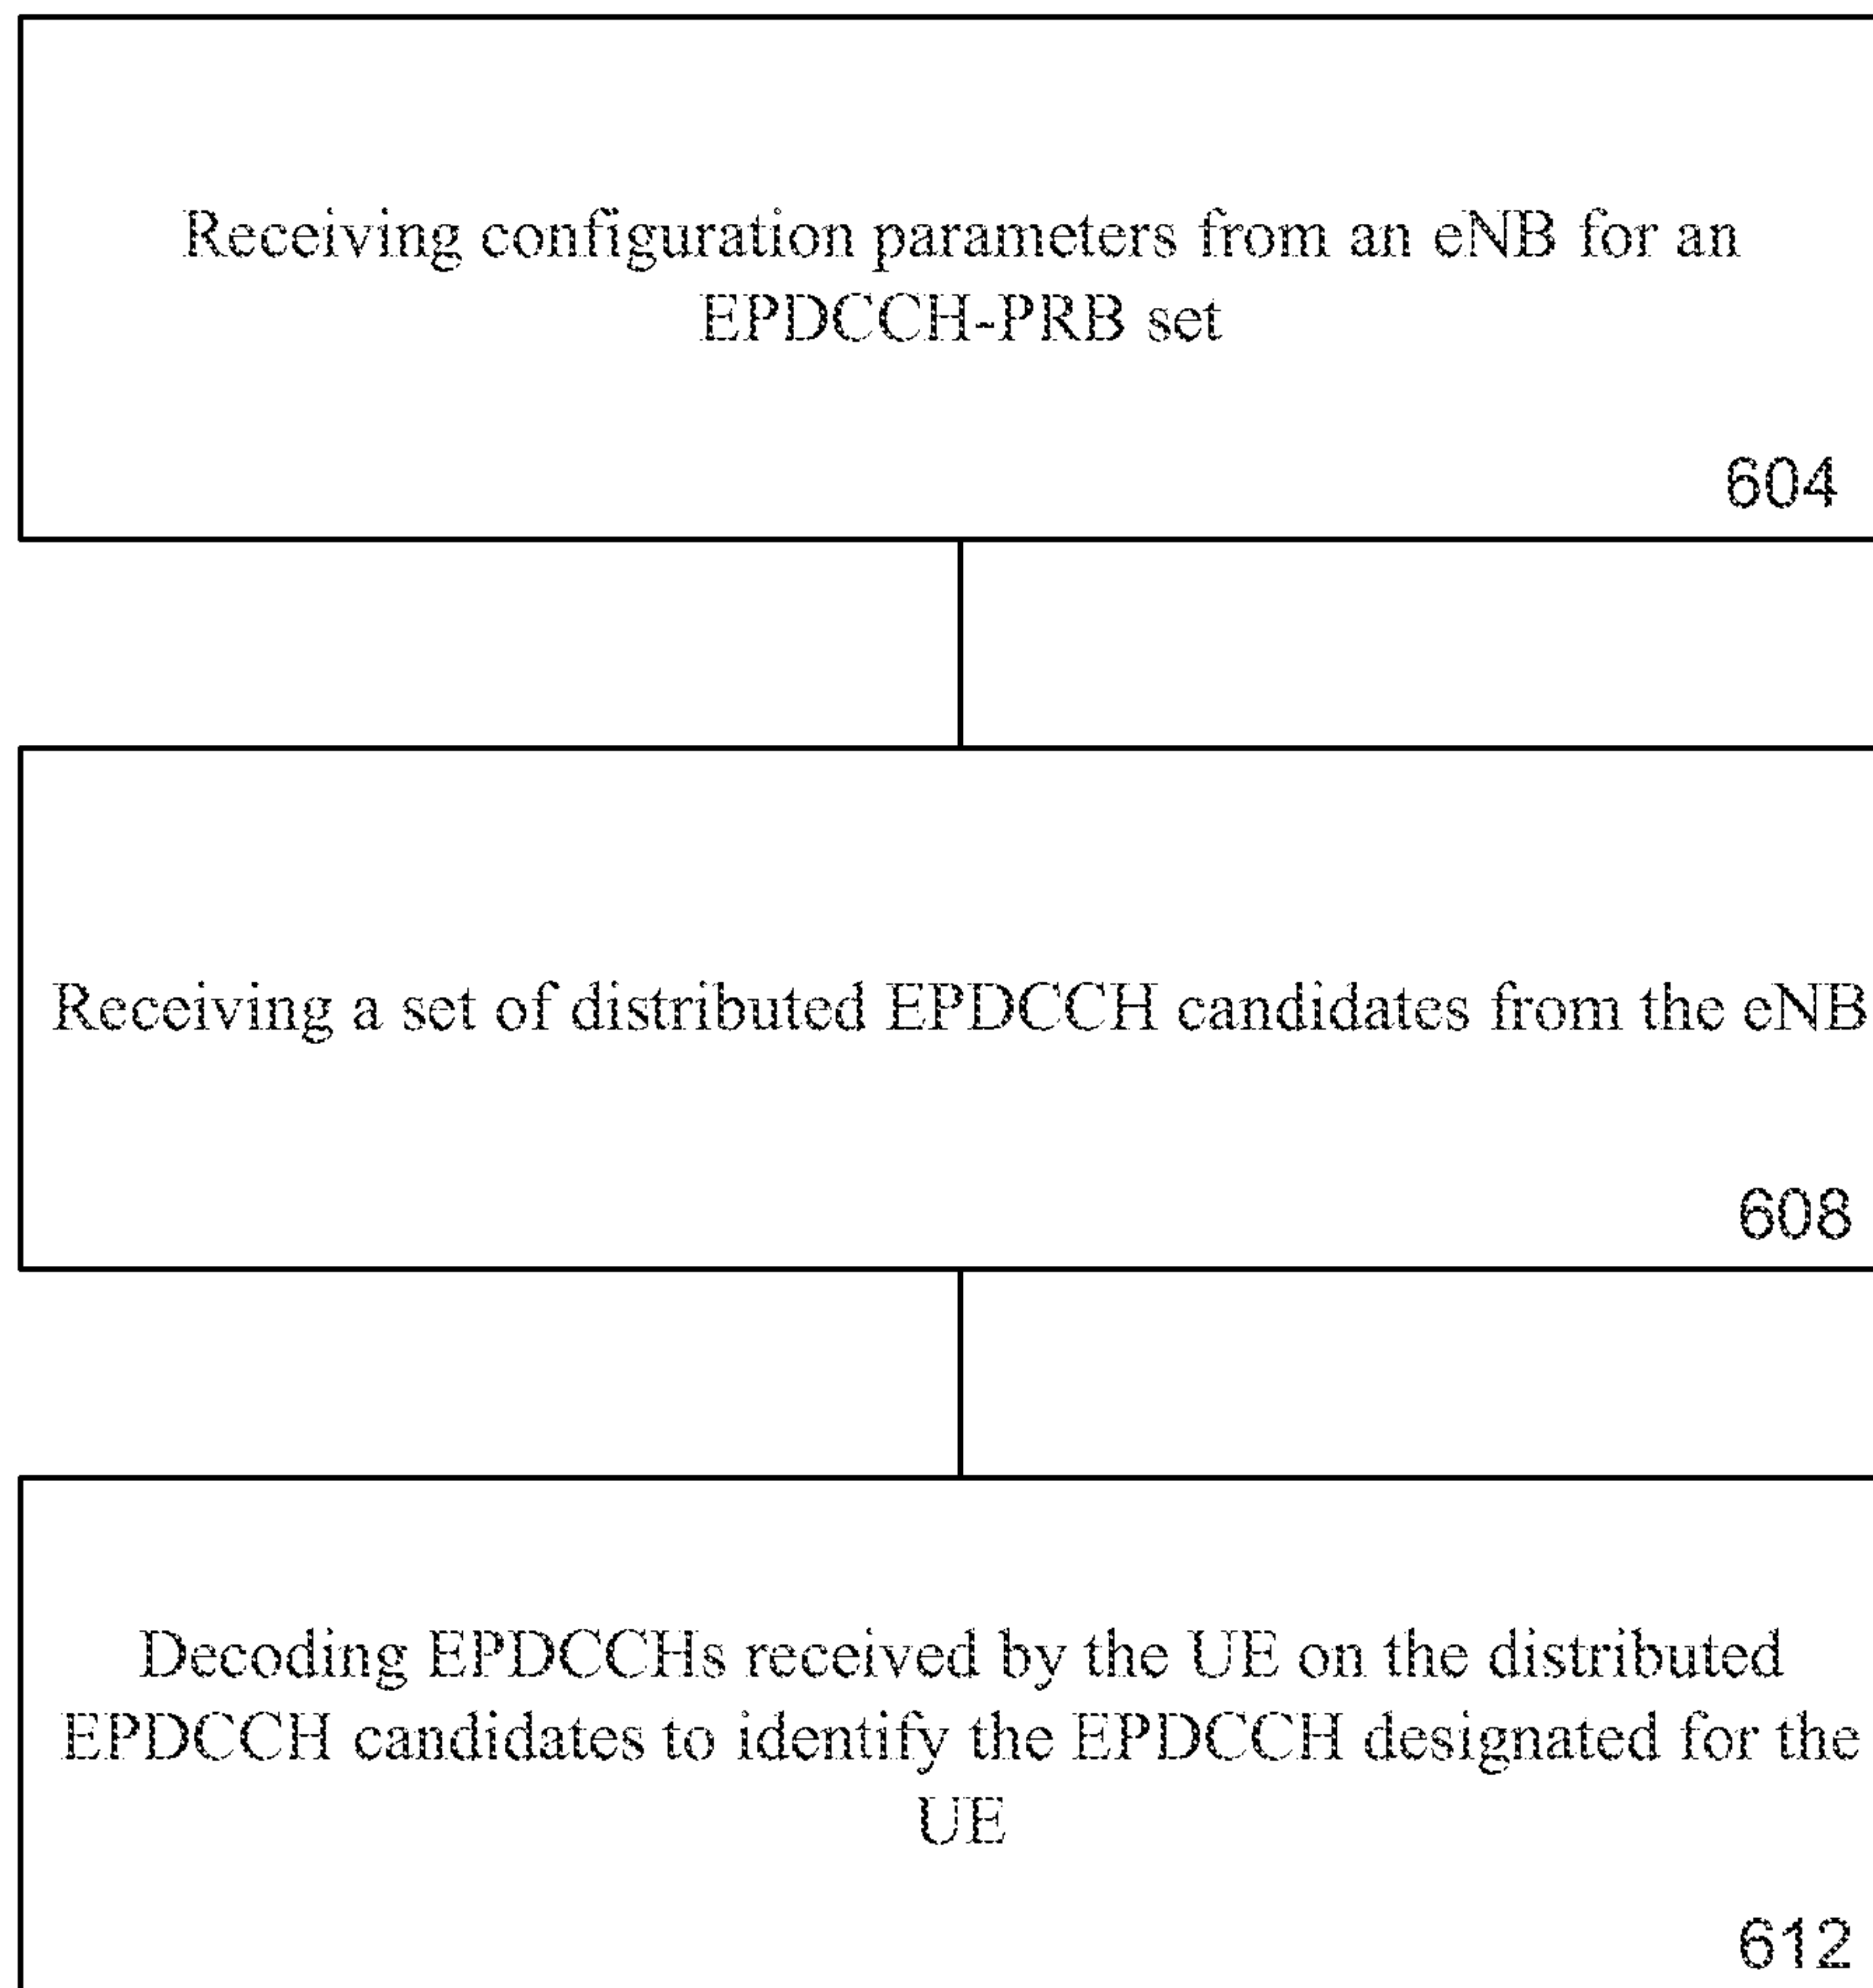 Receiving configuration parameters from an eNB for an
EPDCCH-PRB set
604
Receiving a set of distributed EPDCCH candidates from the eNB
608
Decoding EPDCCHs received by the UE on the distributed
EPDCCH candidates to identify the EPDCCH designated for the
UE
612